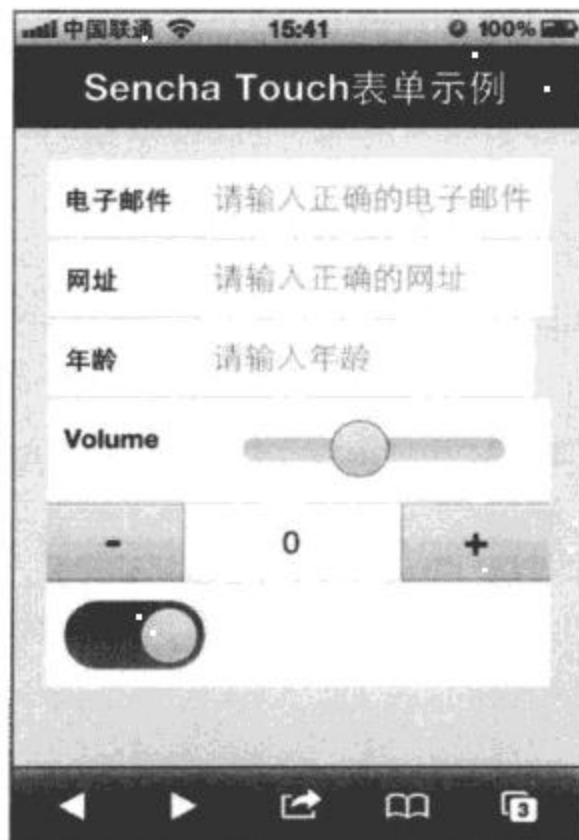 中国联通 15:41 100%
Sencha Touch表单示例
电子邮件 请输入正确的电子邮件
网址 请输入正确的网址
年龄 请输入年龄
Volume
- 0 +
3